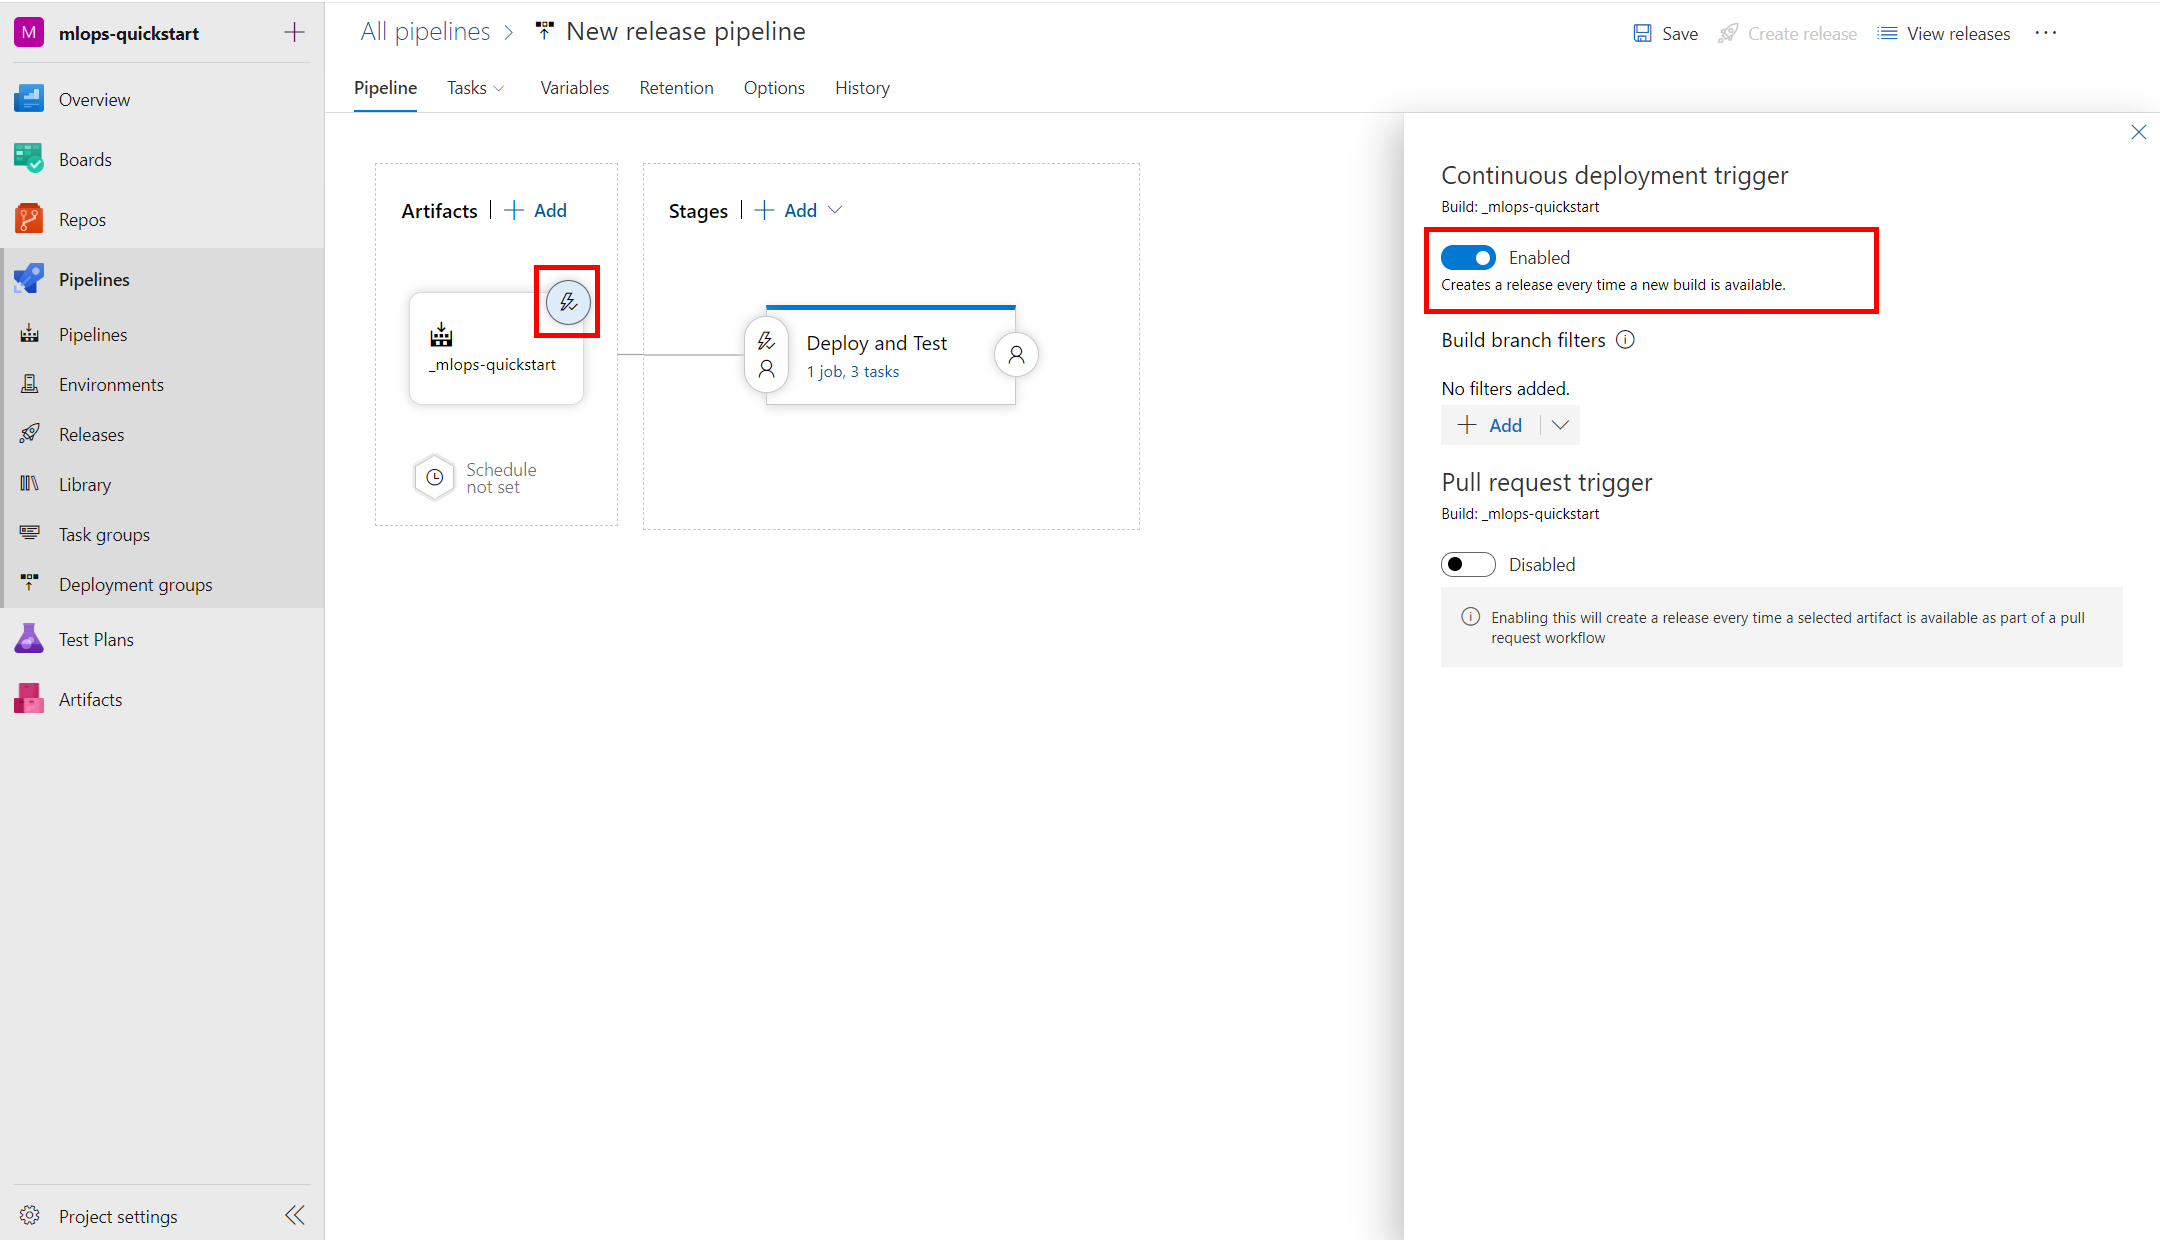 M mlops-quickstart
Overview
Boards
Repos
Pipelines
Pipelines
Environments
Releases
Library
Task groups
Deployment groups
Test Plans
Artifacts
Project settings
All pipelines > New release pipeline
Save Create release View releases ...
Pipeline Tasks Variables Retention Options History
Artifacts | + Add
_mlops-quickstart
Schedule
not set
Stages | + Add
Deploy and Test
1 job, 3 tasks
Continuous deployment trigger
Build: _mlops-quickstart
Enabled
Creates a release every time a new build is available.
Build branch filters
No filters added.
+ Add
Pull request trigger
Build: _mlops-quickstart
Disabled
Enabling this will create a release every time a selected artifact is available as part of a pull
request workflow